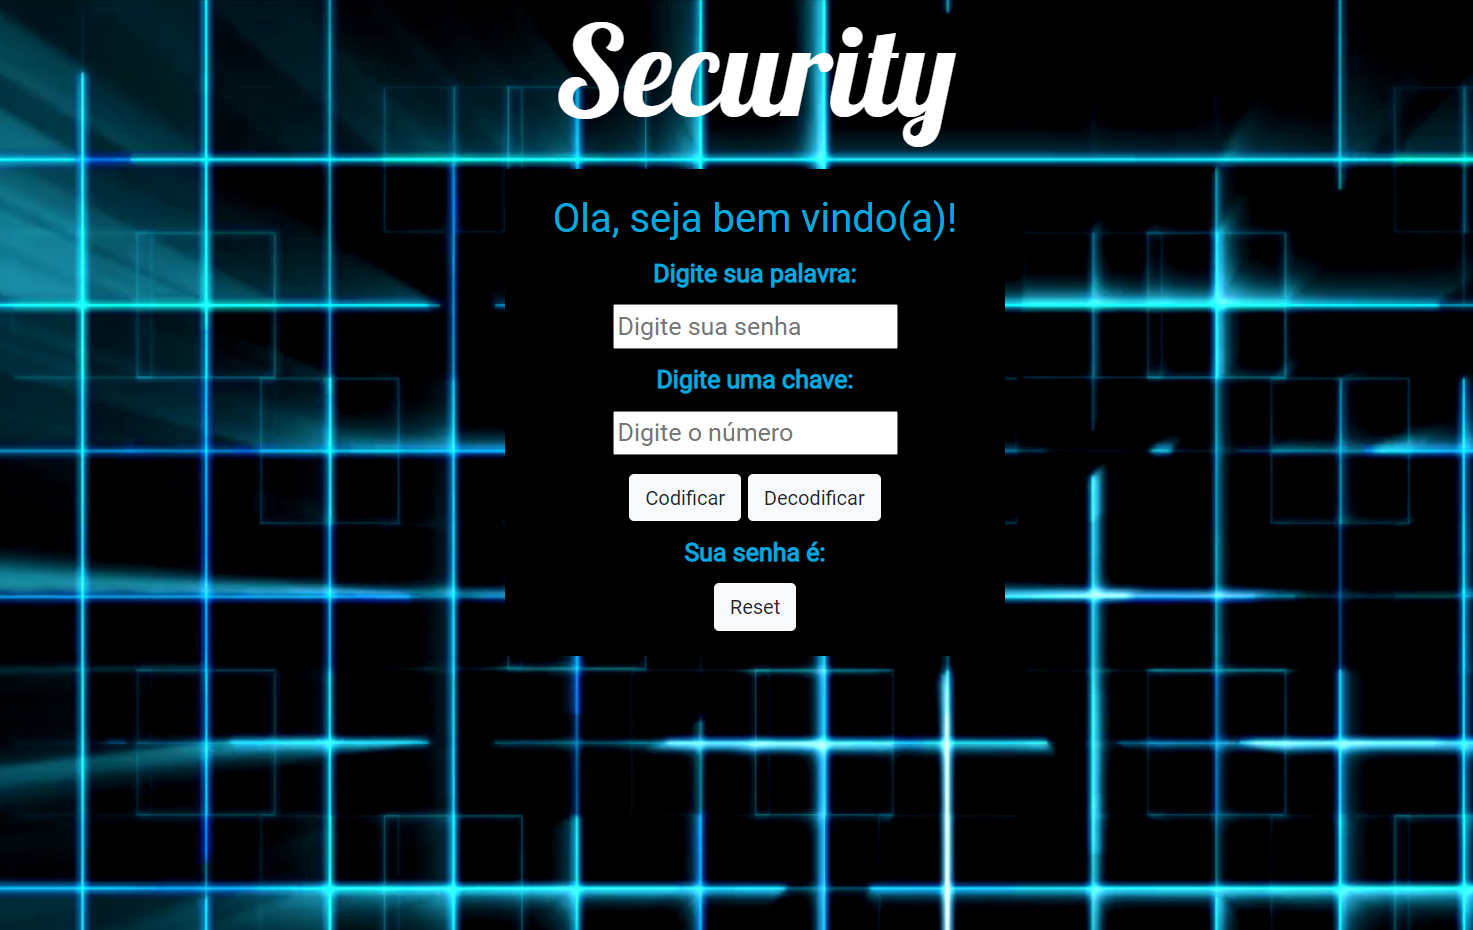 Security
Ola, seja bem vindo(a)!
Digite sua palavra:
Digite sua senha
Digite uma chave:
Digite o número
Codificar Decodificar
Sua senha é:
Reset